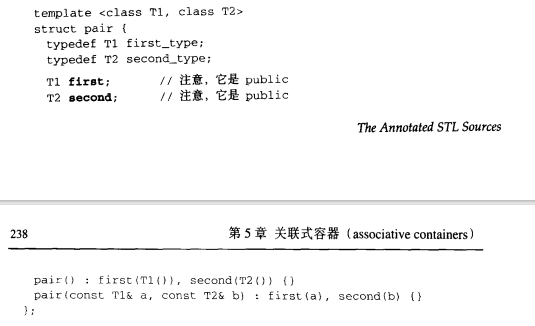 template <class T1, class T2>
struct pair {
typedef T1 first_type;
typedef T2 second_type;
T1 first; // 注意，它是 public
T2 second; // 注意，它是 public
The Annotated STL Sources
238 第 5 章 关联式容器（associative containers）
pair() : first(T1()), second(T2()) {}
pair(const T1& a, const T2& b) : first(a), second(b) {}
};